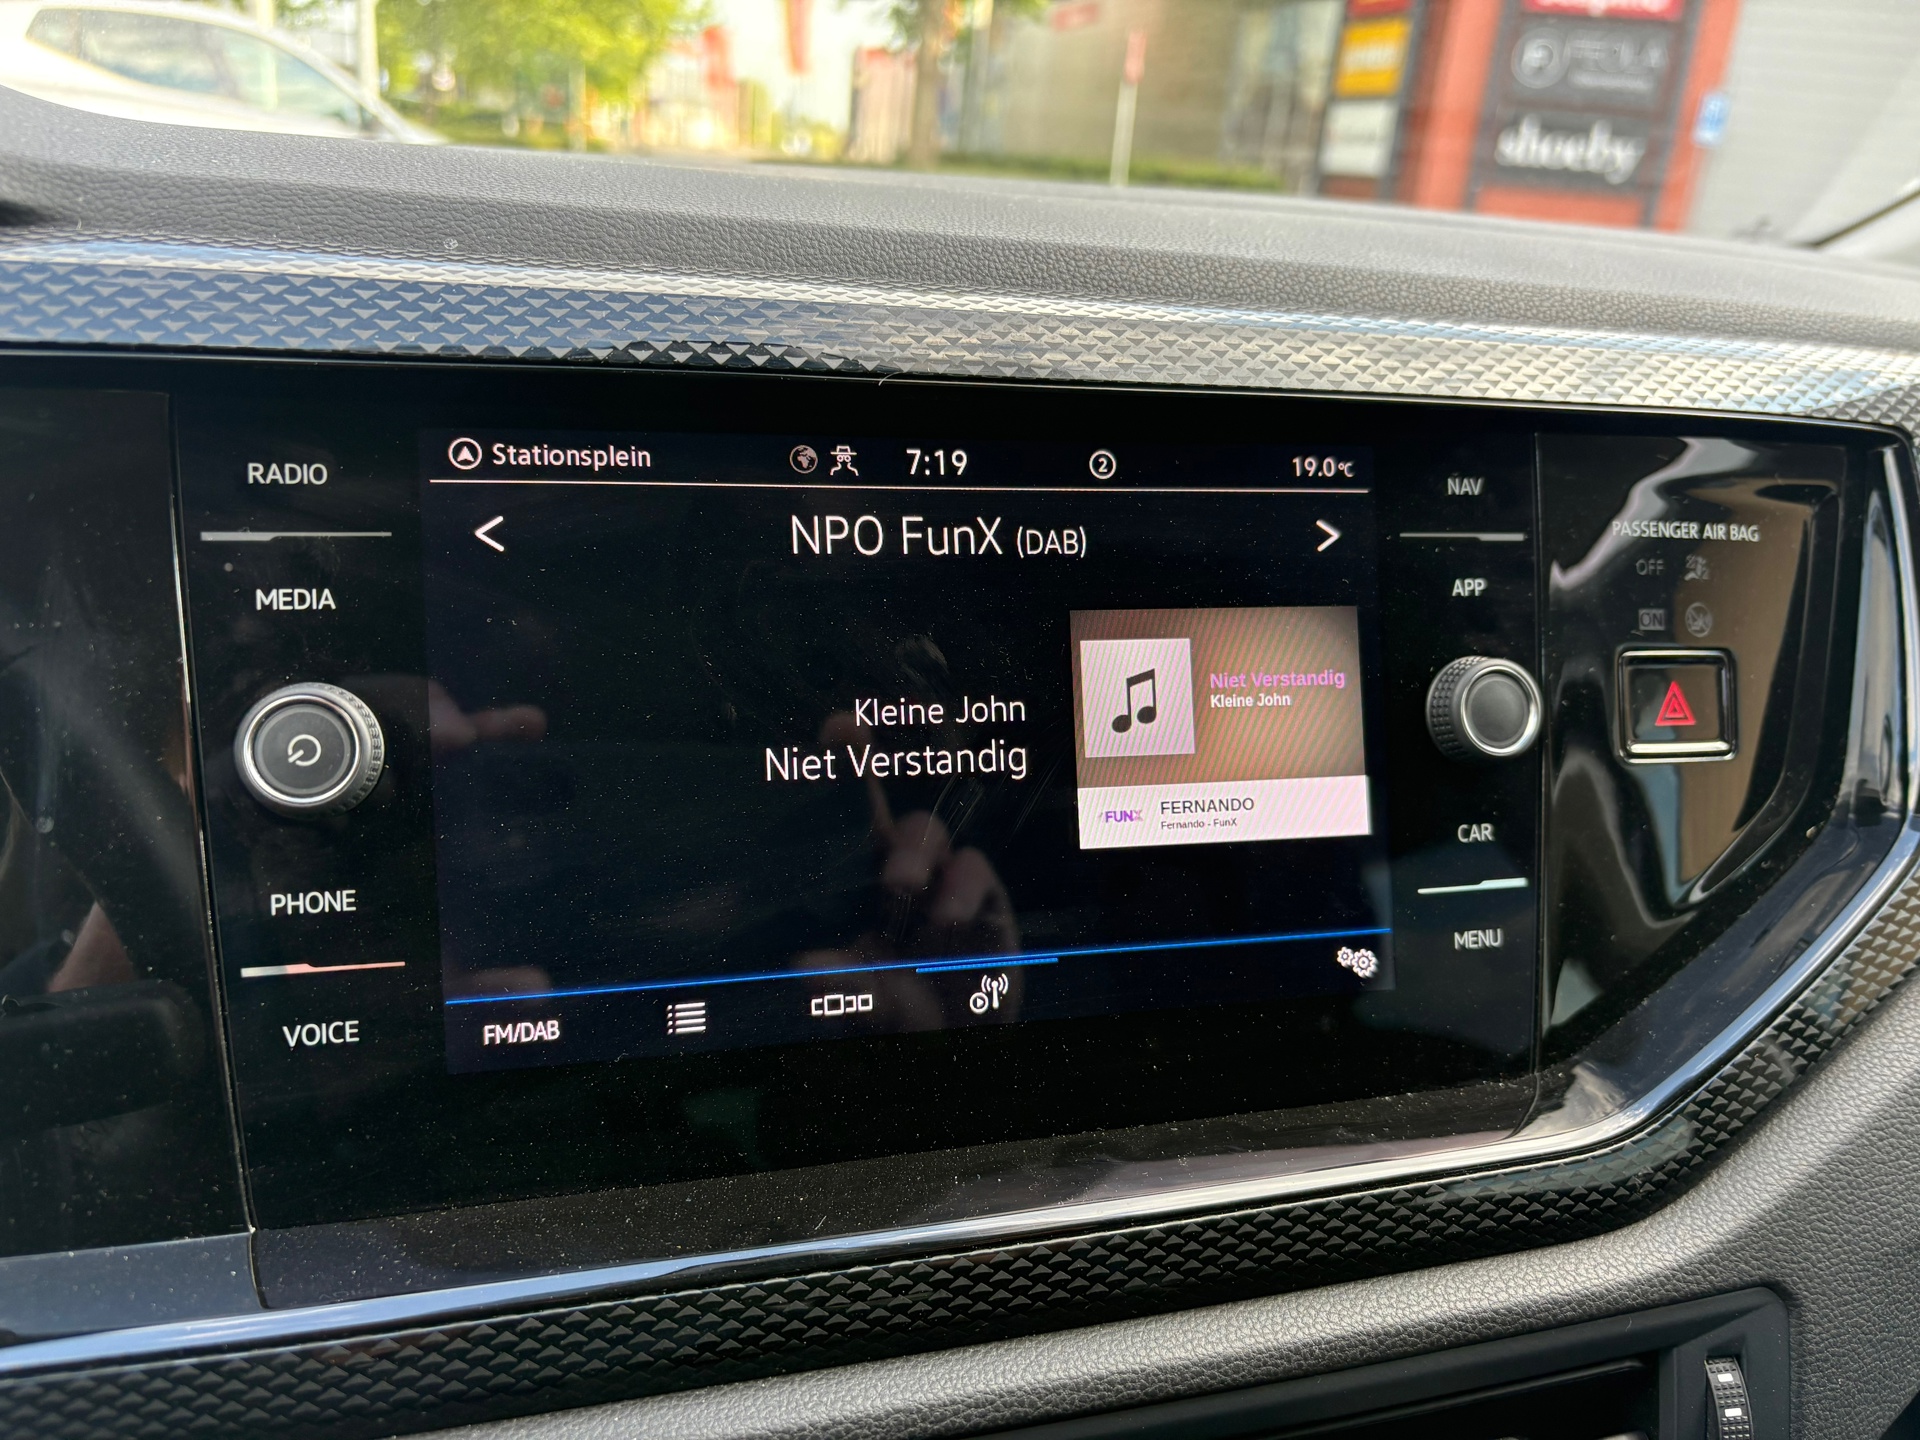 shoeby
RADIO
MEDIA
PHONE
VOICE
Stationsplein
7:19
2
19.0°C
< NPO FunX (DAB) >
Kleine John
Niet Verstandig
Niet Verstandig
Kleine John
FUNX
FERNANDO
Fernando - FunX
FM/DAB
NAV
APP
CAR
MENU
PASSENGER AIR BAG
OFF
ON